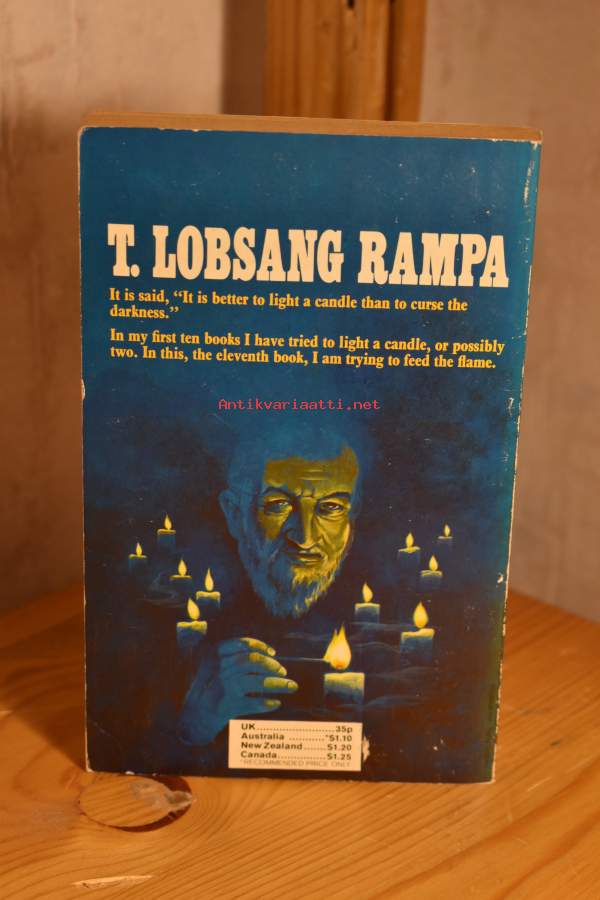 T. LOBSANG RAMPA
It is said, “It is better to light a candle than to curse the
darkness.”
In my first ten books I have tried to light a candle, or possibly
two. In this, the eleventh book, I am trying to feed the flame.
Antikvariaatti.net
UK........................35p
Australia ...........*$1.10
New Zealand.......$1.20
Canada...............$1.25
*RECOMMENDED PRICE ONLY